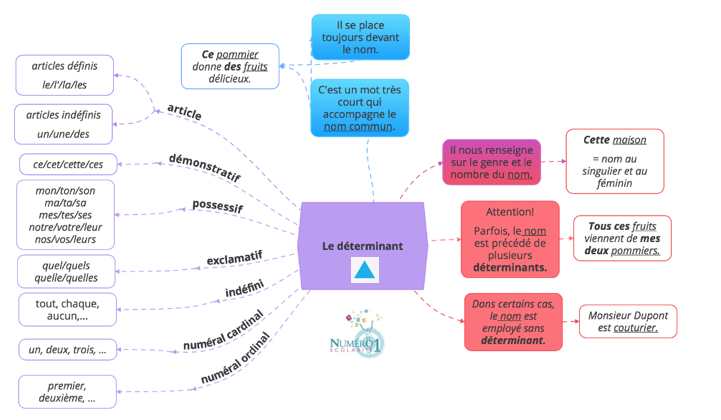 Il se place
toujours devant
le nom.
Ce pommier
donne des fruits
délicieux.
C'est un mot très
court qui
accompagne le
nom commun.
articles définis
le/l'/la/les
articles indéfinis
un/une/des
article
ce/cet/cette/ces
démonstratif
mon/ton/son
ma/ta/sa
mes/tes/ses
notre/votre/leur
nos/vos/leurs
possessif
quel/quels
quelle/quelles
exclamatif
tout, chaque,
aucun,...
indéfini
un, deux, trois, ...
numéral cardinal
premier,
deuxième, ...
numéral ordinal
Le déterminant
Il nous renseigne
sur le genre et le
nombre du nom.
Cette maison
= nom au
singulier et au
féminin
Attention!
Parfois, le nom
est précédé de
plusieurs
déterminants.
Tous ces fruits
viennent de mes
deux pommiers.
Dans certains cas,
le nom est
employé sans
déterminant.
Monsieur Dupont
est couturier.
NUMÉRO1
SCOLARITÉ